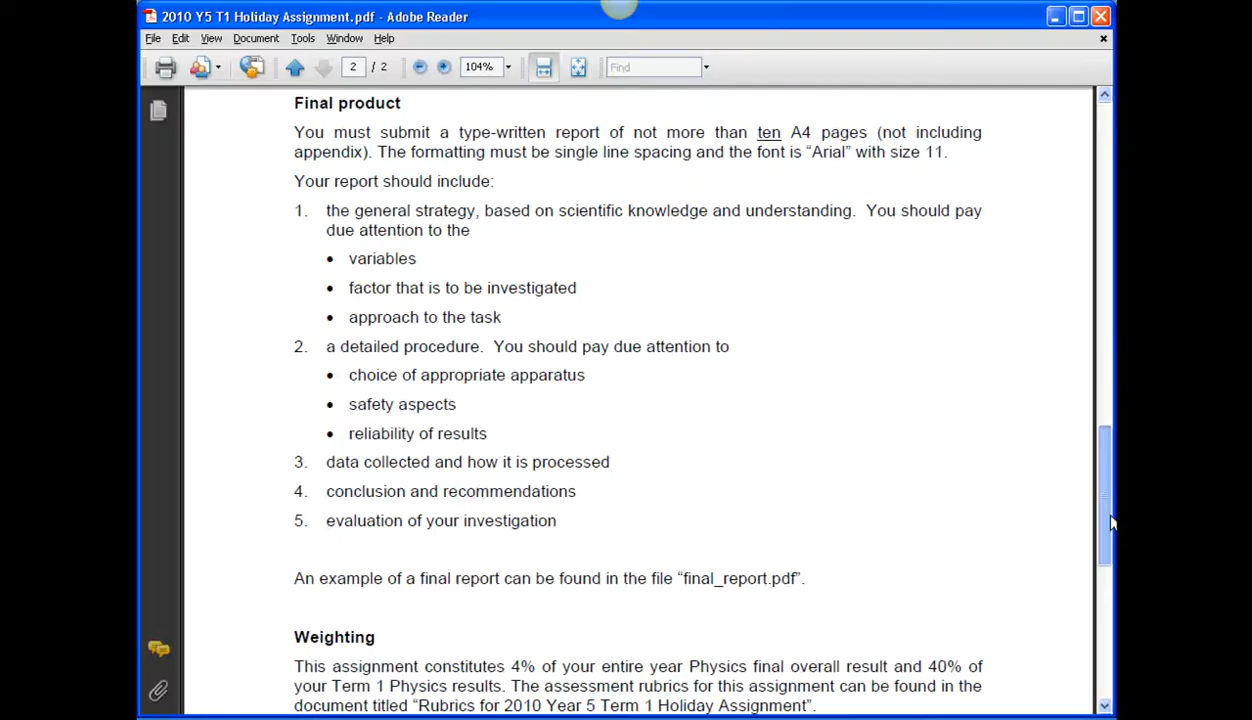 2010 Y5 T1 Holiday Assignment.pdf - Adobe Reader
File Edit View Document Tools Window Help
2 / 2 104% Find
Final product
You must submit a type-written report of not more than ten A4 pages (not including
appendix). The formatting must be single line spacing and the font is “Arial” with size 11.
Your report should include:
1. the general strategy, based on scientific knowledge and understanding. You should pay
due attention to the
• variables
• factor that is to be investigated
• approach to the task
2. a detailed procedure. You should pay due attention to
• choice of appropriate apparatus
• safety aspects
• reliability of results
3. data collected and how it is processed
4. conclusion and recommendations
5. evaluation of your investigation
An example of a final report can be found in the file “final_report.pdf”.
Weighting
This assignment constitutes 4% of your entire year Physics final overall result and 40% of
your Term 1 Physics results. The assessment rubrics for this assignment can be found in the
document titled “Rubrics for 2010 Year 5 Term 1 Holiday Assignment”.